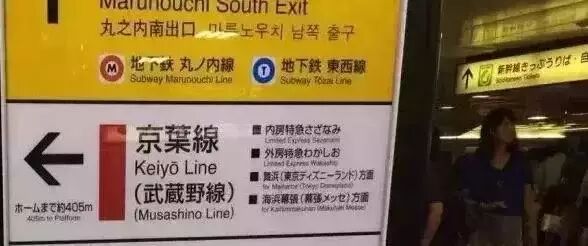 Marunouchi South Exit
丸之内南出口 마루노우치 남쪽 출구
M 地下鉄 丸ノ内線
Subway Marunouchi Line
T 地下鉄 東西線
Subway Tōzai Line
京葉線
Keiyō Line
(武蔵野線)
(Musashino Line)
ホームまで約405m
405m to Platform
■ 内房特急さざなみ
Limited Express Sazanami
■ 外房特急わかしお
Limited Express Wakashio
■ 舞浜(東京ディズニーランド)方面
for Maihama (Tokyo Disneyland)
■ 海浜幕張(幕張メッセ)方面
for Kaihimmakuhari (Makuhari Messe)
新幹線きっぷうりば・自